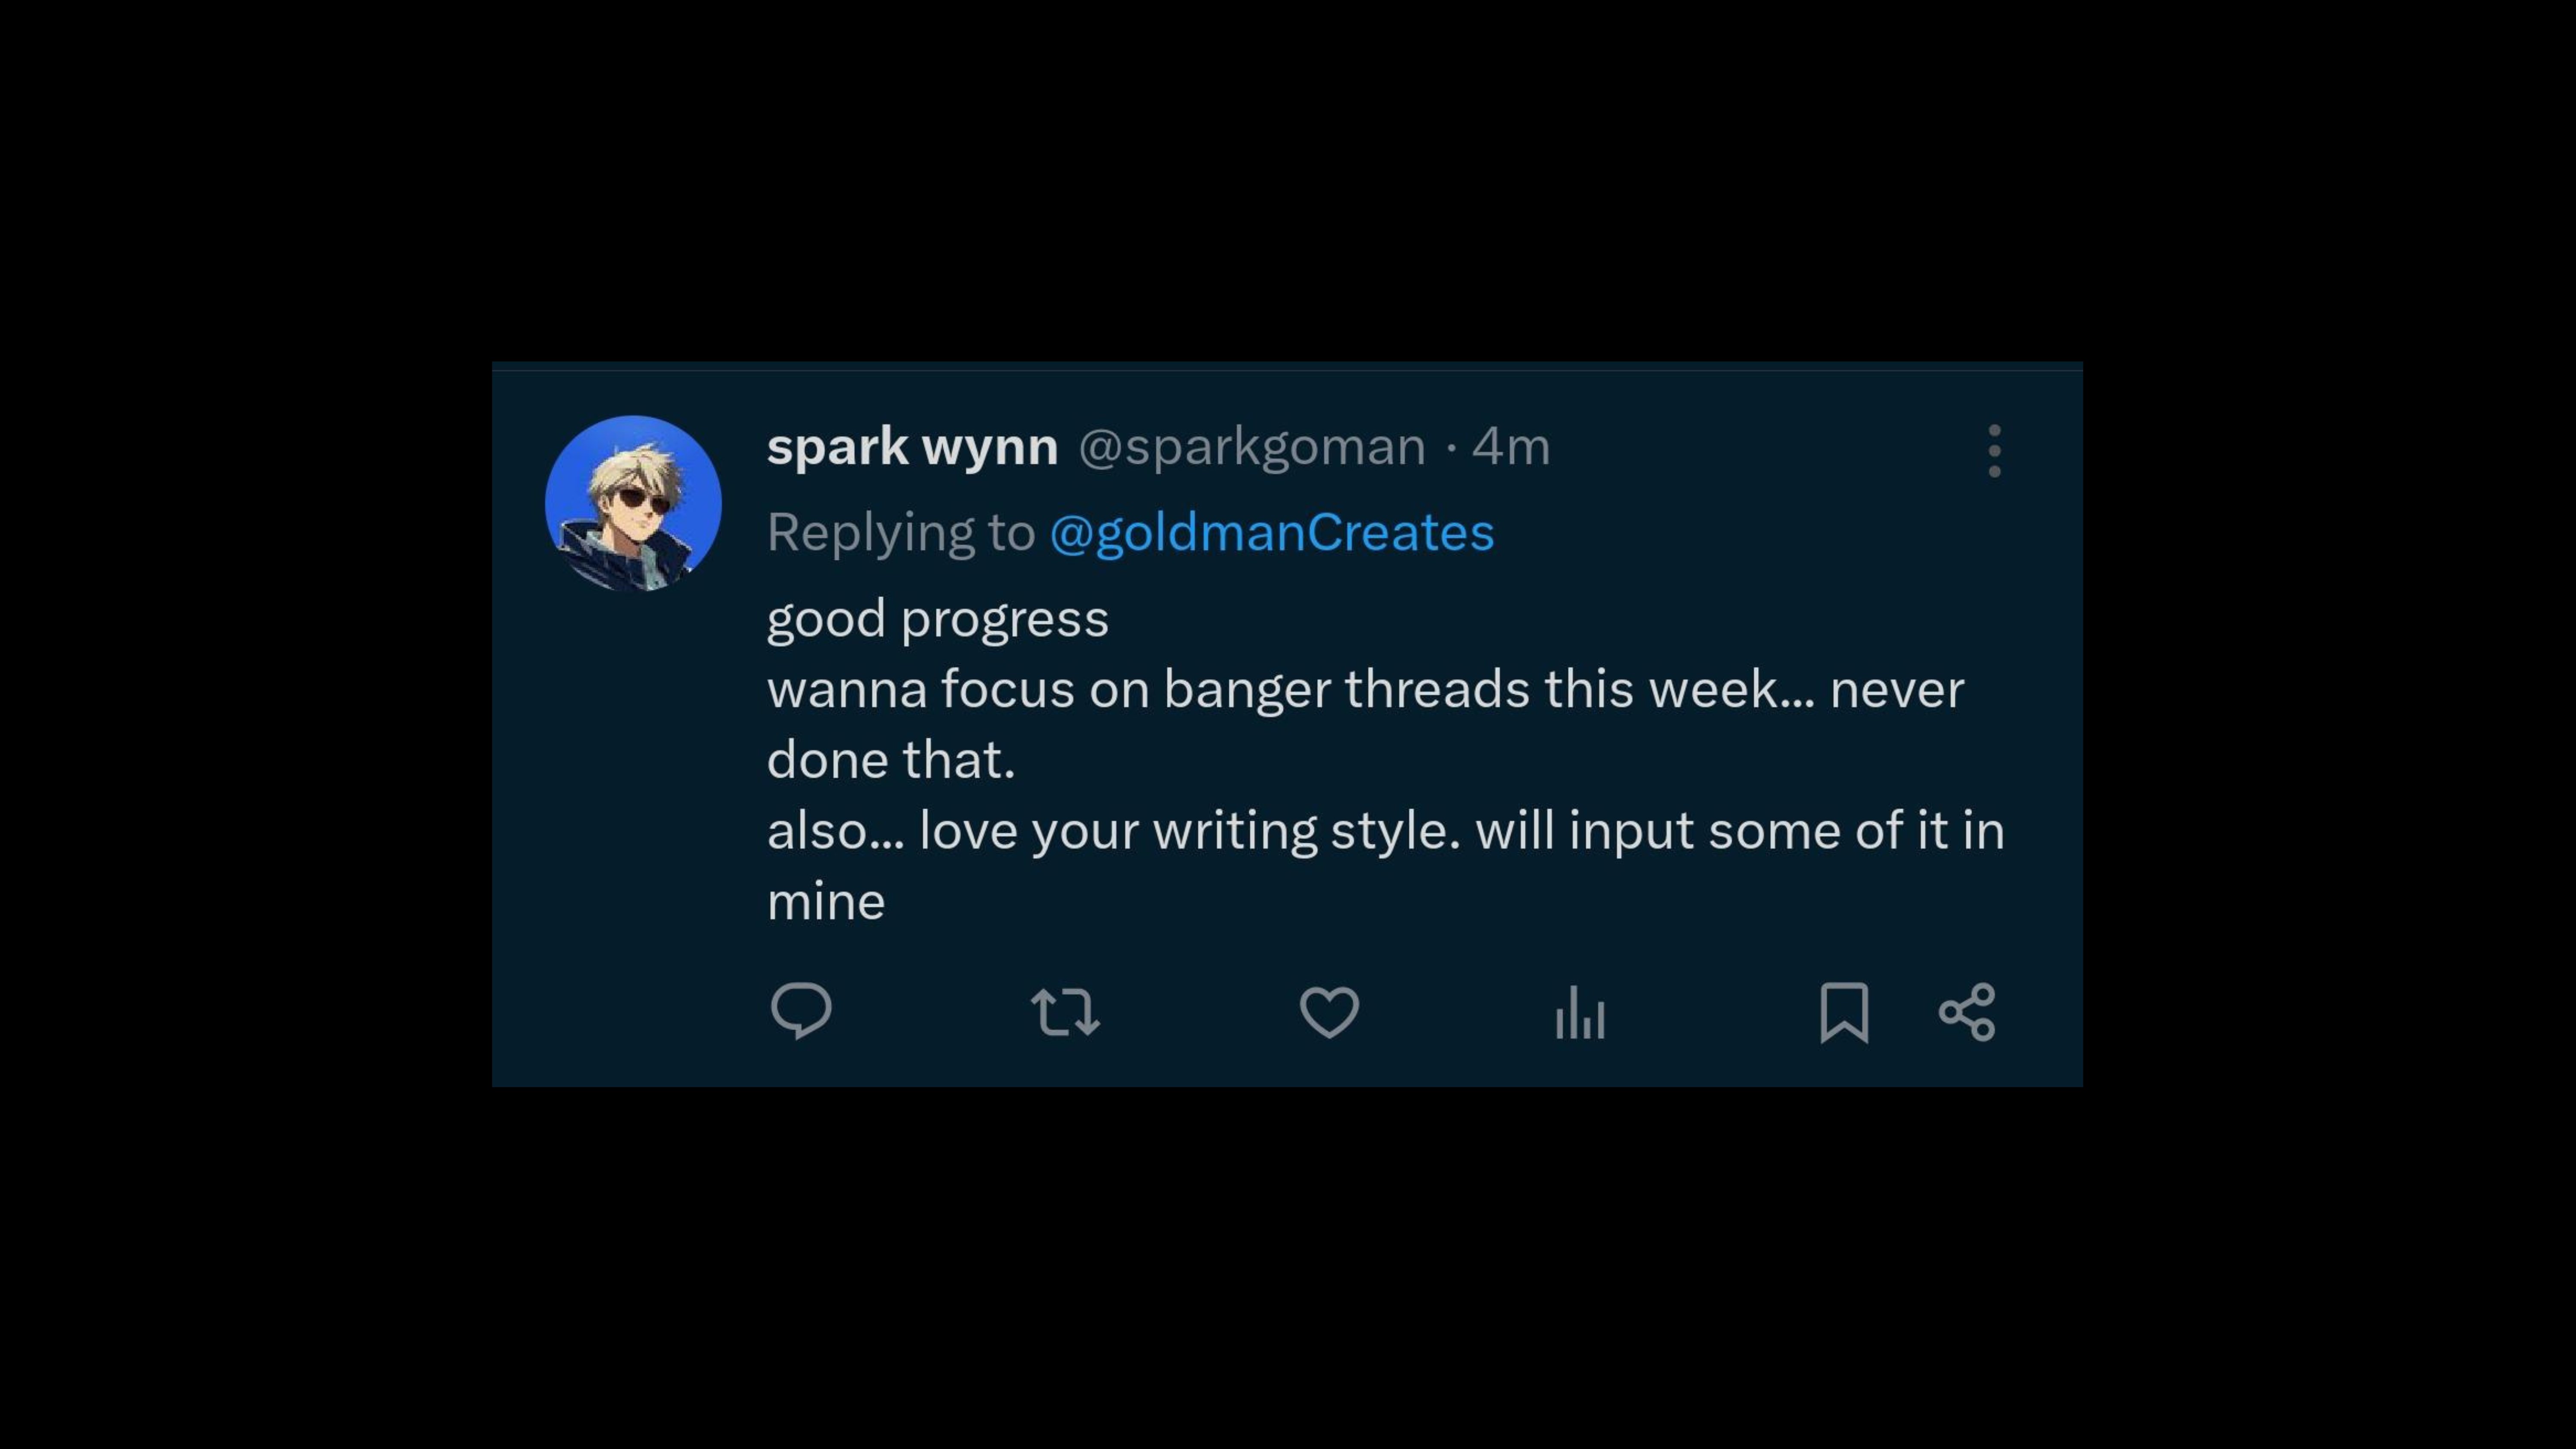 spark wynn @sparkgoman · 4m
Replying to @goldmanCreates
good progress
wanna focus on banger threads this week... never
done that.
also... love your writing style. will input some of it in
mine